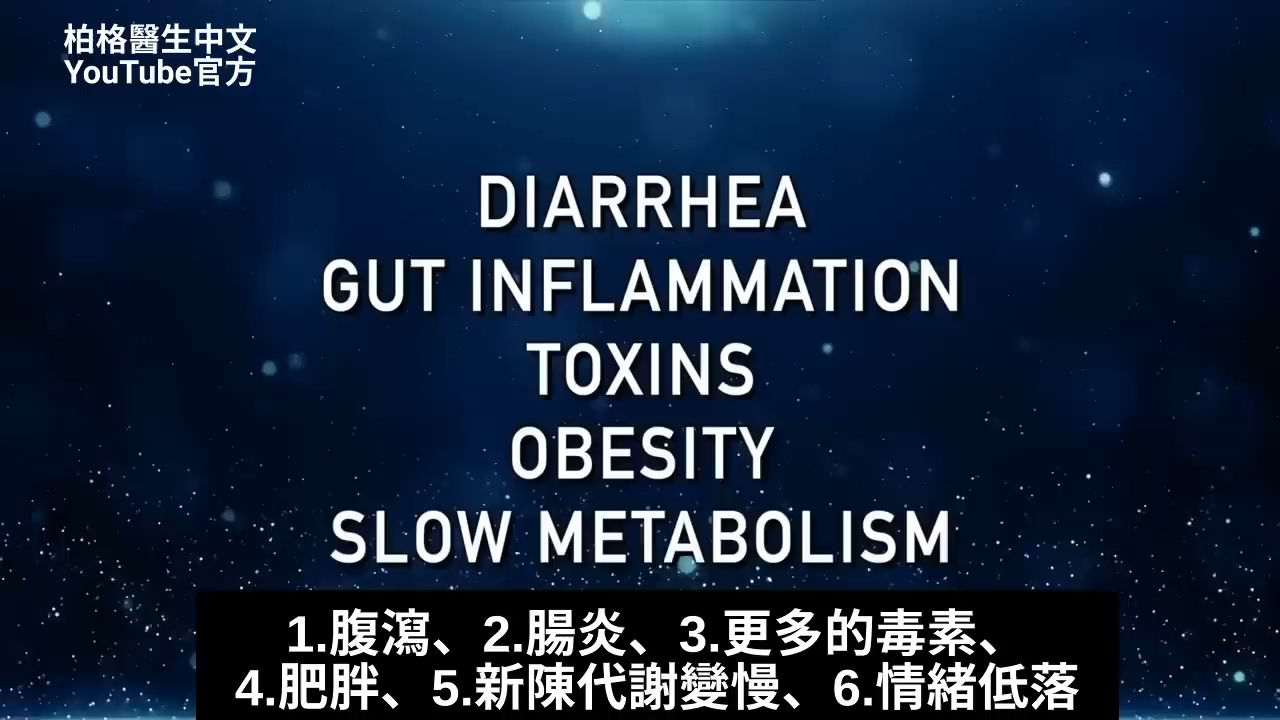 柏格醫生中文
YouTube官方
DIARRHEA
GUT INFLAMMATION
TOXINS
OBESITY
SLOW METABOLISM
1.腹瀉、2.腸炎、3.更多的毒素、
4.肥胖、5.新陳代謝變慢、6.情緒低落